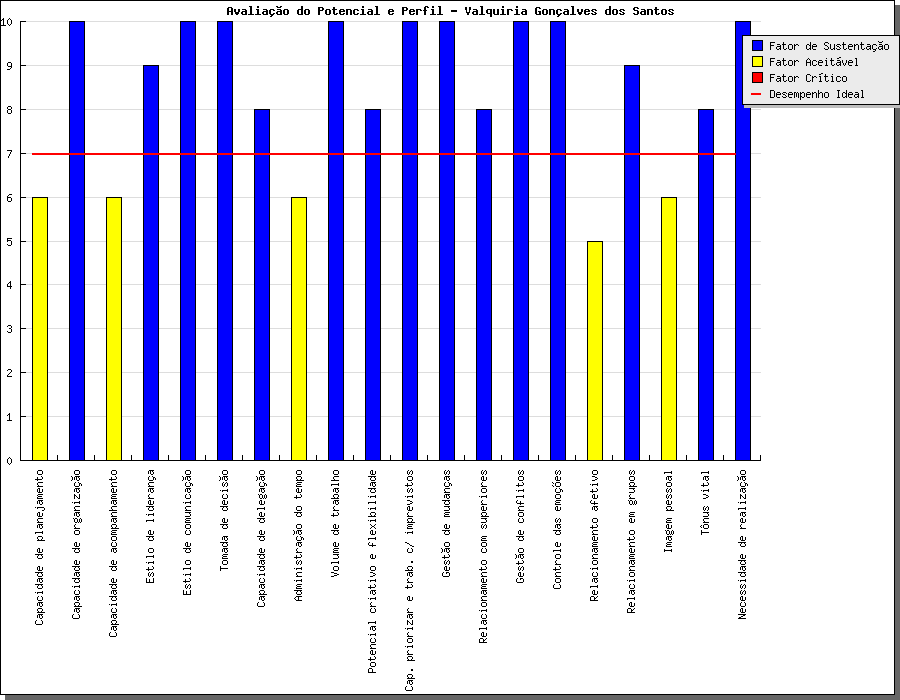 Avaliação do Potencial e Perfil - Valquiria Gonçalves dos Santos
Fator de Sustentação
Fator Aceitável
Fator Crítico
Desempenho Ideal
10
9
8
7
6
5
4
3
2
1
0
Capacidade de planejamento
Capacidade de organização
Capacidade de acompanhamento
Estilo de liderança
Estilo de comunicação
Tomada de decisão
Capacidade de delegação
Administração do tempo
Volume de trabalho
Potencial criativo e flexibilidade
Cap. priorizar e trab. c/ imprevistos
Gestão de mudanças
Relacionamento com superiores
Gestão de conflitos
Controle das emoções
Relacionamento afetivo
Relacionamento em grupos
Imagem pessoal
Tônus vital
Necessidade de realização